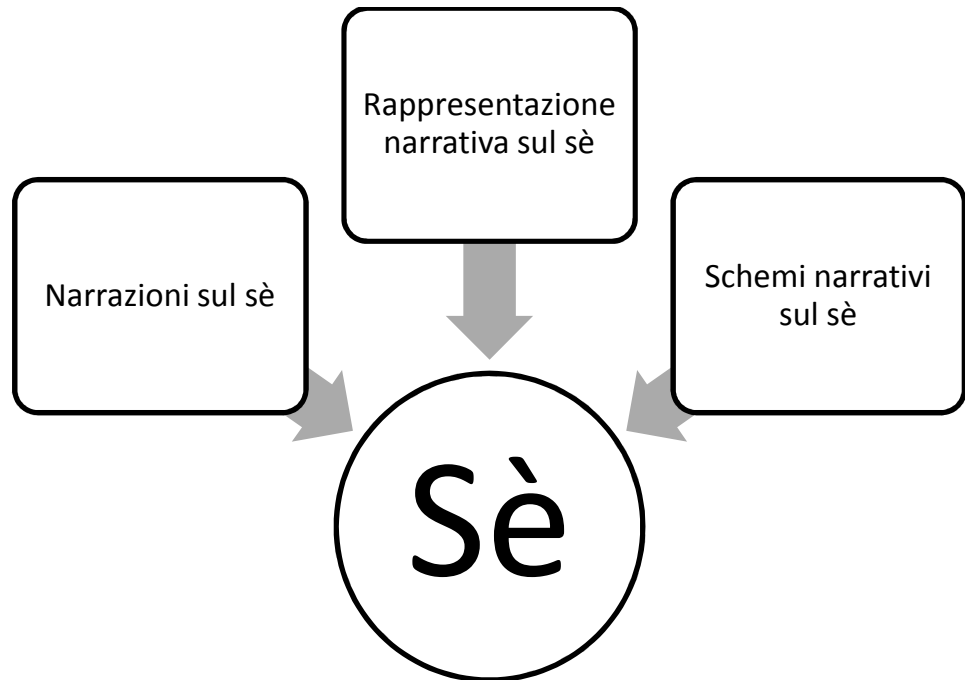 Rappresentazione
narrativa sul sè
Narrazioni sul sè
Schemi narrativi
sul sè
Sè